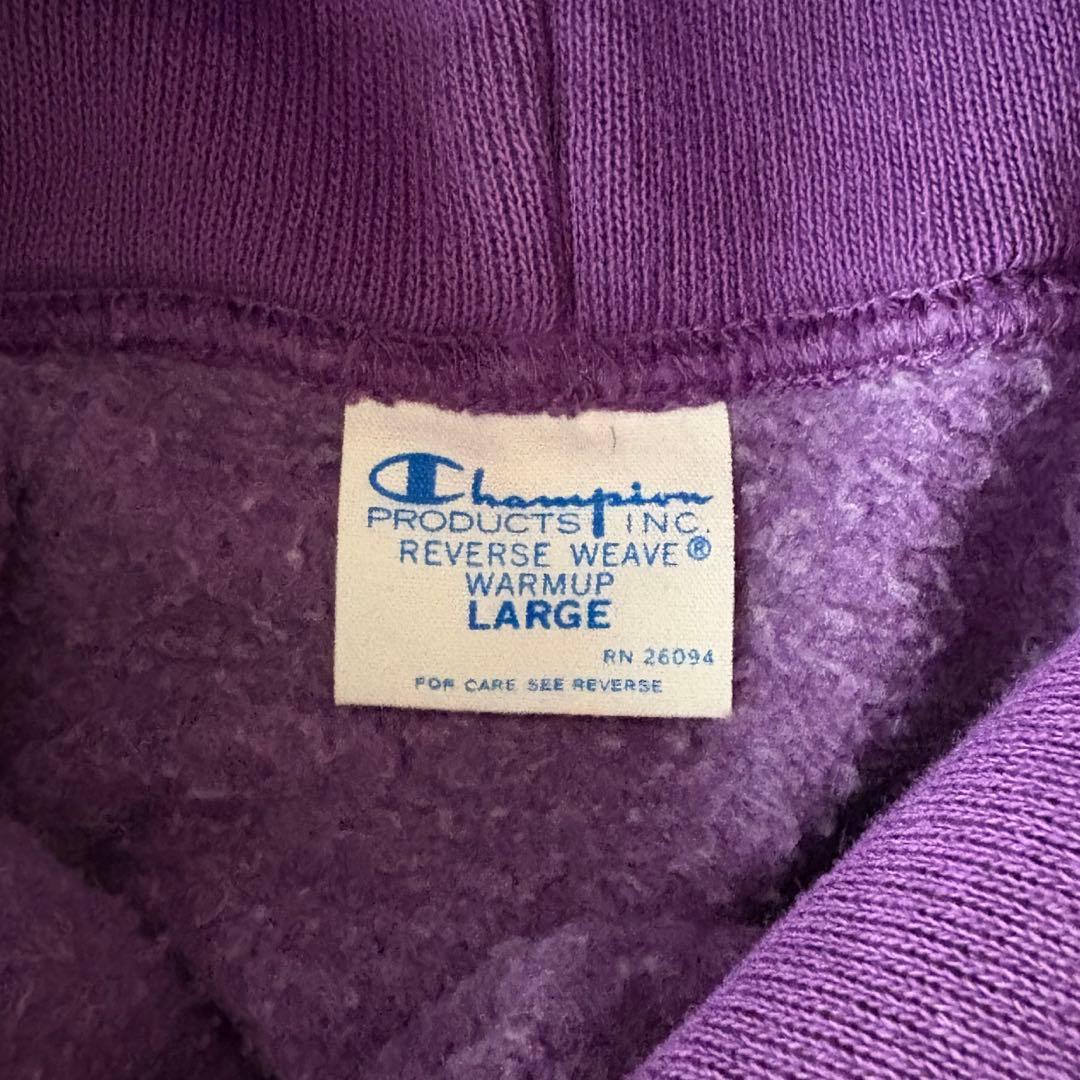 Champion
PRODUCTS INC.
REVERSE WEAVE®
WARMUP
LARGE
RN 26094
FOR CARE SEE REVERSE